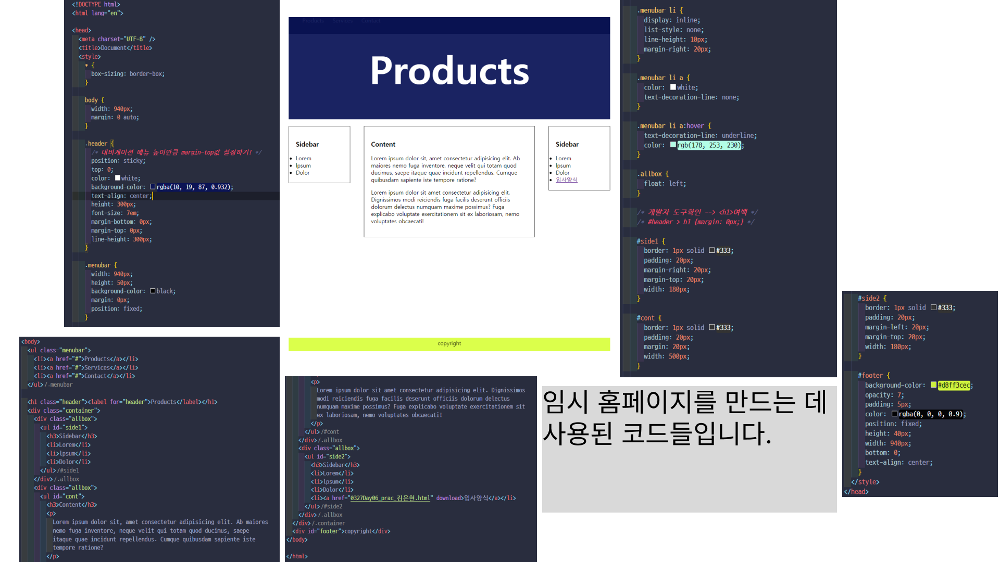 <!DOCTYPE html>
<html lang="en">
<head>
<meta charset="UTF-8" />
<title>Document</title>
<style>
* {
box-sizing: border-box;
}
body {
width: 940px;
margin: 0 auto;
}
.header {
/* 내비게이션 메뉴 높이만큼 margin-top값 설정하기! */
position: sticky;
top: 0;
color: white;
background-color: rgba(10, 19, 87, 0.932);
text-align: center;
height: 300px;
font-size: 7em;
margin-bottom: 0px;
margin-top: 0px;
line-height: 300px;
}
.menubar {
width: 940px;
height: 50px;
background-color: black;
margin: 0px;
position: fixed;
}
Products Services Contact
Products
Sidebar
Lorem
lpsum
Dolor
Content
Lorem ipsum dolor sit, amet consectetur adipisicing elit. Ab
maiores nemo fuga inventore, neque velit qui totam quod
ducimus, saepe itaque quae incidunt repellendus. Cumque
quibusdam sapiente iste tempore ratione?
Lorem ipsum dolor sit amet consectetur adipisicing elit.
Dignissimos modi reiciendis fuga facilis deserunt officiis
dolorum delectus numquam maxime possimus? Fuga
explicabo voluptate exercitationem sit ex laboriosam, nemo
voluptates obcaecati!
Sidebar
Lorem
lpsum
Dolor
입사양식
copyright
.menubar li {
display: inline;
list-style: none;
line-height: 10px;
margin-right: 20px;
}
.menubar li a {
color: white;
text-decoration-line: none;
}
.menubar li a:hover {
text-decoration-line: underline;
color: rgb(178, 253, 230);
}
.allbox {
float: left;
}
/* 개발자 도구확인 --> <h1>여백 */
/* #header > h1 {margin: 0px;} */
#side1 {
border: 1px solid #333;
padding: 20px;
margin-right: 20px;
margin-top: 20px;
width: 180px;
}
#cont {
border: 1px solid #333;
padding: 20px;
margin: 20px;
width: 500px;
}
#side2 {
border: 1px solid #333;
padding: 20px;
margin-left: 20px;
margin-top: 20px;
width: 180px;
}
#footer {
background-color: #d8ff3cec;
opacity: 7;
padding: 5px;
color: rgba(0, 0, 0, 0.9);
position: fixed;
height: 40px;
width: 940px;
bottom: 0;
text-align: center;
}
</style>
</head>
<body>
<ul class="menubar">
<li><a href="#">Products</a></li>
<li><a href="#">Services</a></li>
<li><a href="#">Contact</a></li>
</ul>/.menubar
<h1 class="header"><label for="header">Products</label></h1>
<div class="container">
<div class="allbox">
<ul id="side1">
<h3>Sidebar</h3>
<li>Lorem</li>
<li>lpsum</li>
<li>Dolor</li>
</ul>/#side1
</div>/.allbox
<div class="allbox">
<ul id="cont">
<h3>Content</h3>
<p>
Lorem ipsum dolor sit, amet consectetur adipisicing elit. Ab maiores
nemo fuga inventore, neque velit qui totam quod ducimus, saepe
itaque quae incidunt repellendus. Cumque quibusdam sapiente iste
tempore ratione?
</p>
<p>
Lorem ipsum dolor sit amet consectetur adipisicing elit. Dignissimos
modi reiciendis fuga facilis deserunt officiis dolorum delectus
numquam maxime possimus? Fuga explicabo voluptate exercitationem sit
ex laboriosam, nemo voluptates obcaecati!
</p>
</ul>/#cont
</div>/.allbox
<div class="allbox">
<ul id="side2">
<h3>Sidebar</h3>
<li>Lorem</li>
<li>lpsum</li>
<li>Dolor</li>
<li><a href="0327Day06_prac_김은현.html" download>입사양식</a></li>
</ul>/#side2
</div>/.allbox
</div>/.container
<div id="footer">copyright</div>
</body>
</html>
임시 홈페이지를 만드는 데
사용된 코드들입니다.